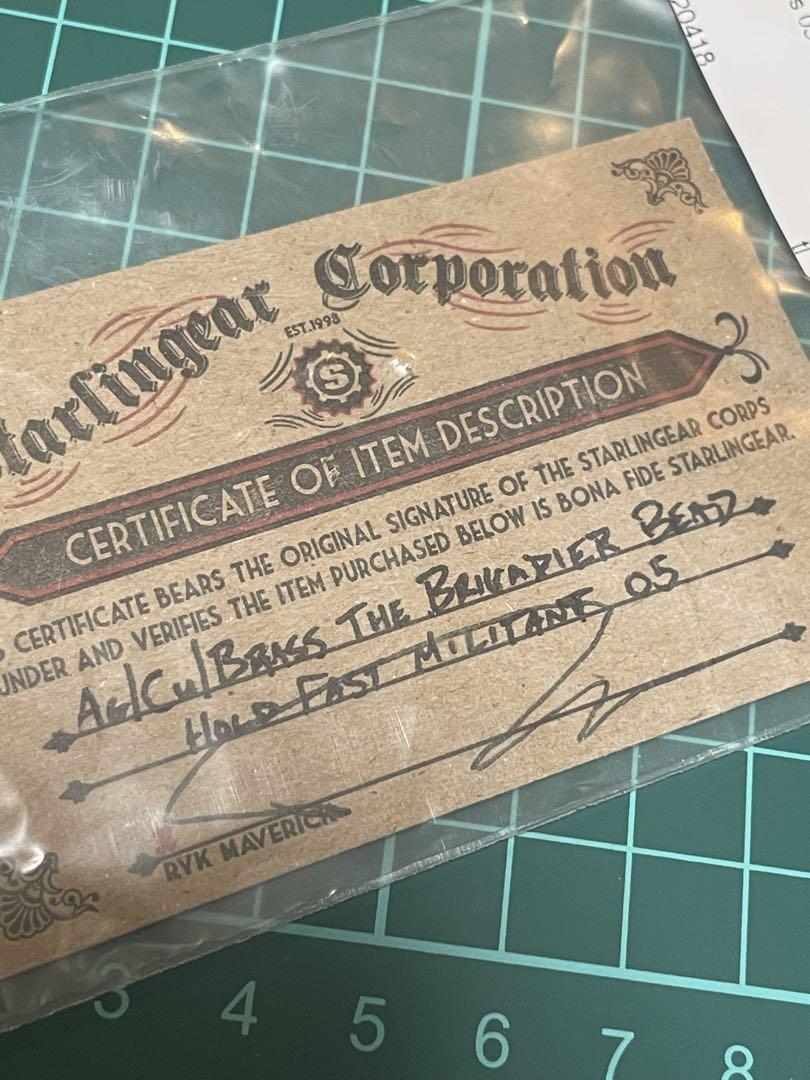 20418
Starlingear Corporation
EST.1998
S
CERTIFICATE OF ITEM DESCRIPTION
S CERTIFICATE BEARS THE ORIGINAL SIGNATURE OF THE STARLINGEAR CORPS
UNDER AND VERIFIES THE ITEM PURCHASED BELOW IS BONA FIDE STARLINGEAR.
AG/CU/BRASS THE BRIGADIER BEAD
HOLD FAST MILITANT 05
RYK MAVERICK
3 4 5 6 7 8